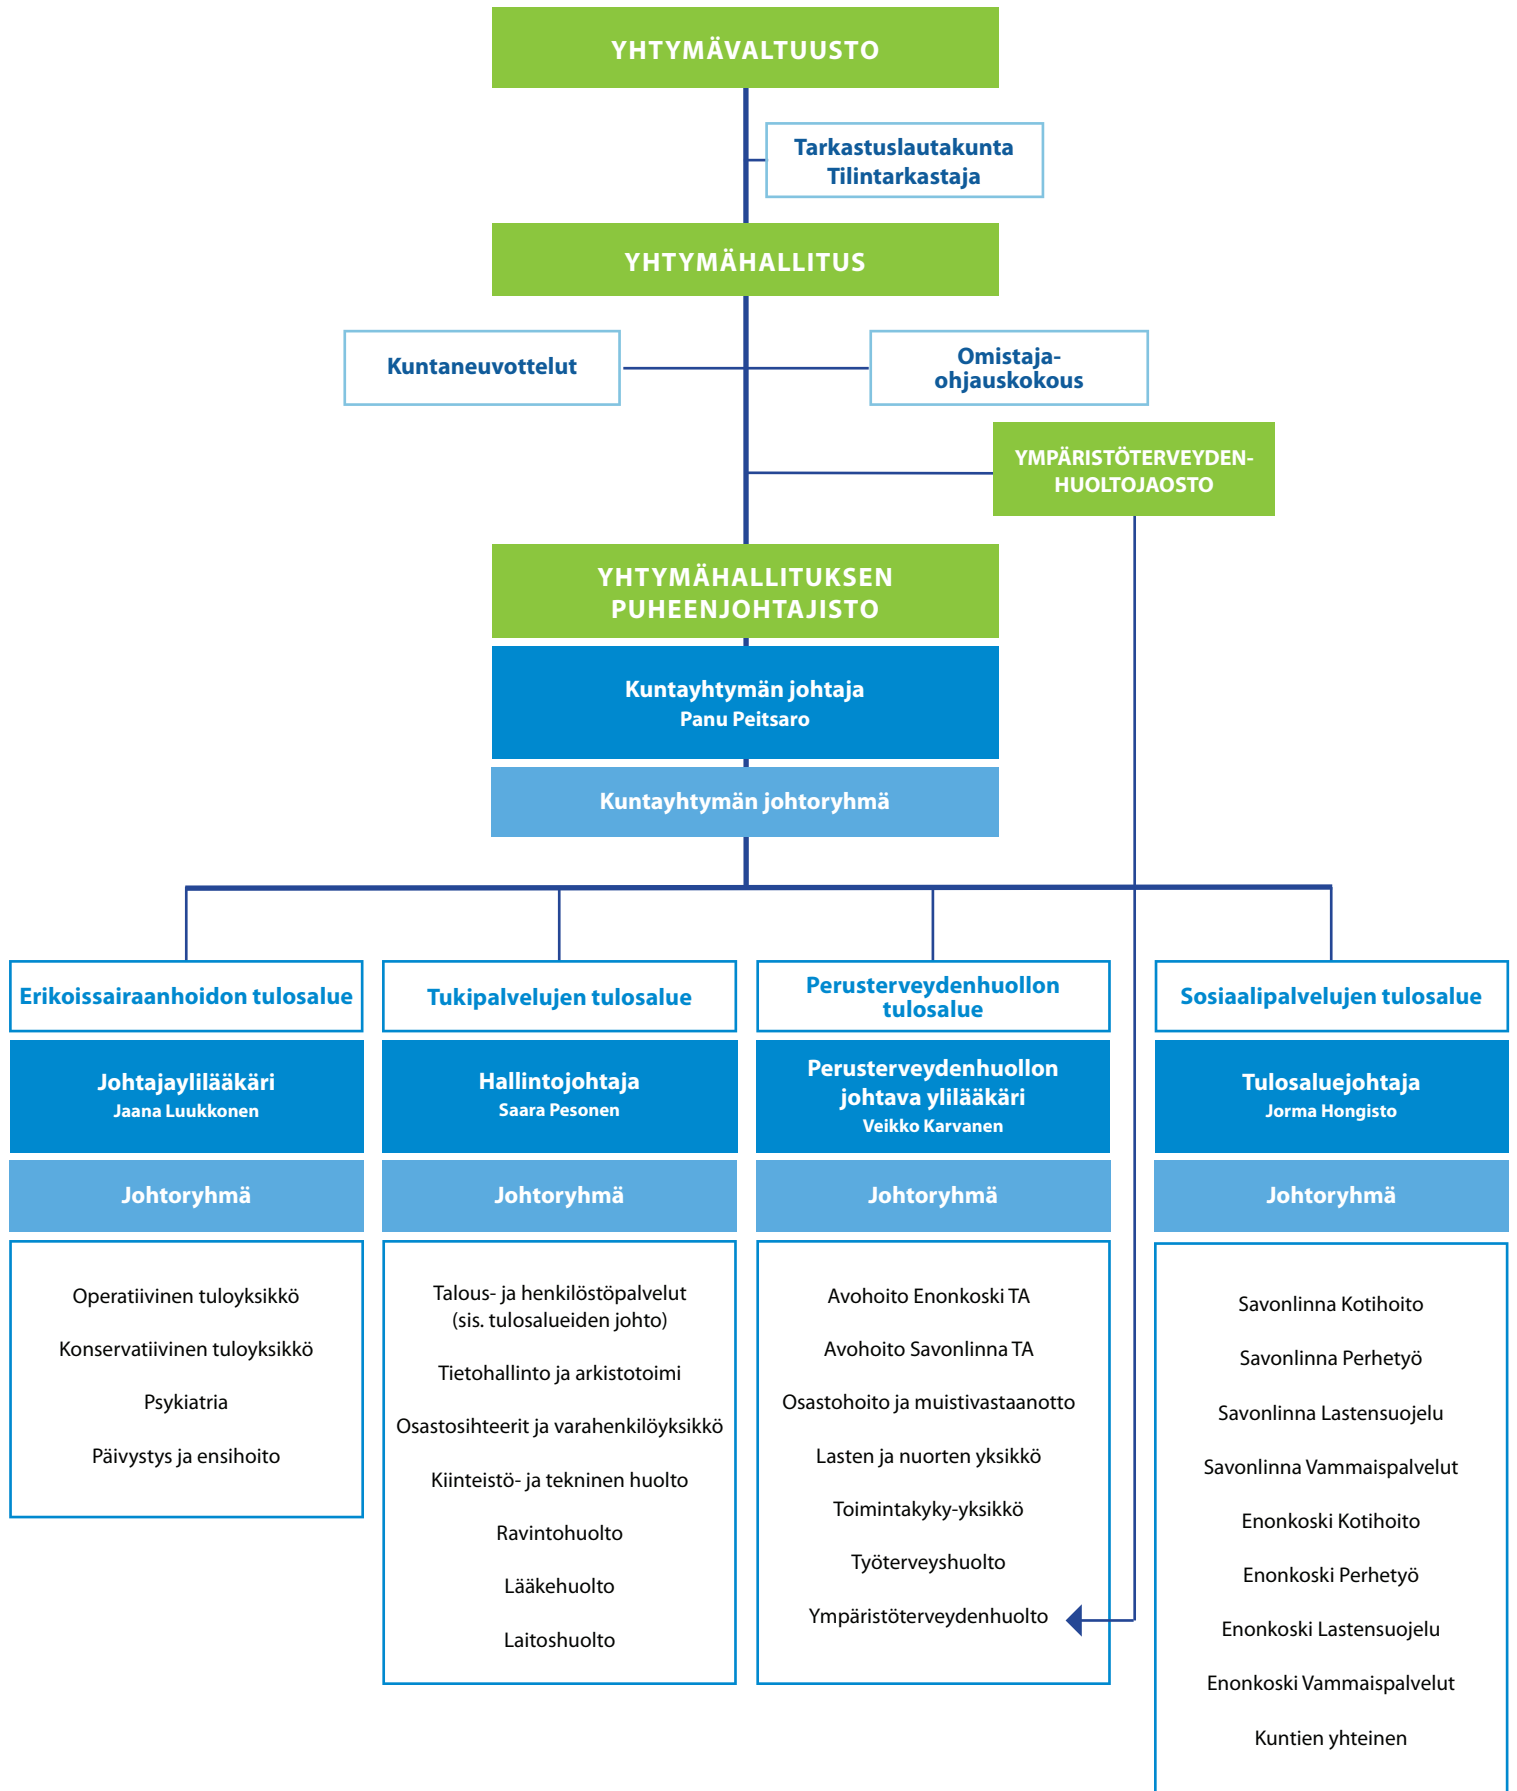 YHTYMÄVALTUUSTO
Tarkastuslautakunta
Tilintarkastaja
YHTYMÄHALLITUS
Kuntaneuvottelut
Omistaja-
ohjauskokous
YMPÄRISTÖTERVEYDEN-
HUOLTOJAOSTO
YHTYMÄHALLITUKSEN
PUHEENJOHTAJISTO
Kuntayhtymän johtaja
Panu Peitsaro
Kuntayhtymän johtoryhmä
Erikoissairaanhoidon tulosalue
Johtajaylilääkäri
Jaana Luukkonen
Johtoryhmä
Operatiivinen tuloyksikkö
Konservatiivinen tuloyksikkö
Psykiatria
Päivystys ja ensihoito
Tukipalvelujen tulosalue
Hallintojohtaja
Saara Pesonen
Johtoryhmä
Talous- ja henkilöstöpalvelut
(sis. tulosalueiden johto)
Tietohallinto ja arkistotoimi
Osastosihteerit ja varahenkilöyksikkö
Kiinteistö- ja tekninen huolto
Ravintohuolto
Lääkehuolto
Laitoshuolto
Perusterveydenhuollon
tulosalue
Perusterveydenhuollon
johtava ylilääkäri
Veikko Karvanen
Johtoryhmä
Avohoito Enonkoski TA
Avohoito Savonlinna TA
Osastohoito ja muistivastaanotto
Lasten ja nuorten yksikkö
Toimintakyky-yksikkö
Työterveyshuolto
Ympäristöterveydenhuolto
Sosiaalipalvelujen tulosalue
Tulosaluejohtaja
Jorma Hongisto
Johtoryhmä
Savonlinna Kotihoito
Savonlinna Perhetyö
Savonlinna Lastensuojelu
Savonlinna Vammaispalvelut
Enonkoski Kotihoito
Enonkoski Perhetyö
Enonkoski Lastensuojelu
Enonkoski Vammaispalvelut
Kuntien yhteinen